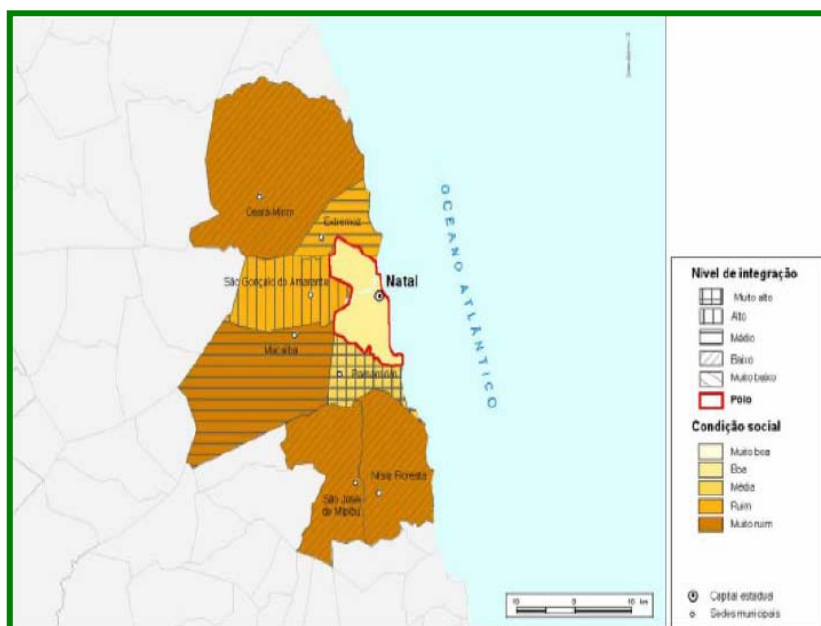 Ceará-Mirim
Extremoz
São Gonçalo do Amarante
Natal
Macaíba
Parnamirim
Nísia Floresta
São José
de Mipibu
OCEANO ATLÂNTICO
Nível de integração
Muito alto
Alto
Médio
Baixo
Muito baixo
Pólo
Condição social
Muito boa
Boa
Média
Ruim
Muito ruim
Capital estadual
Sedes municipais
10 5 10 km